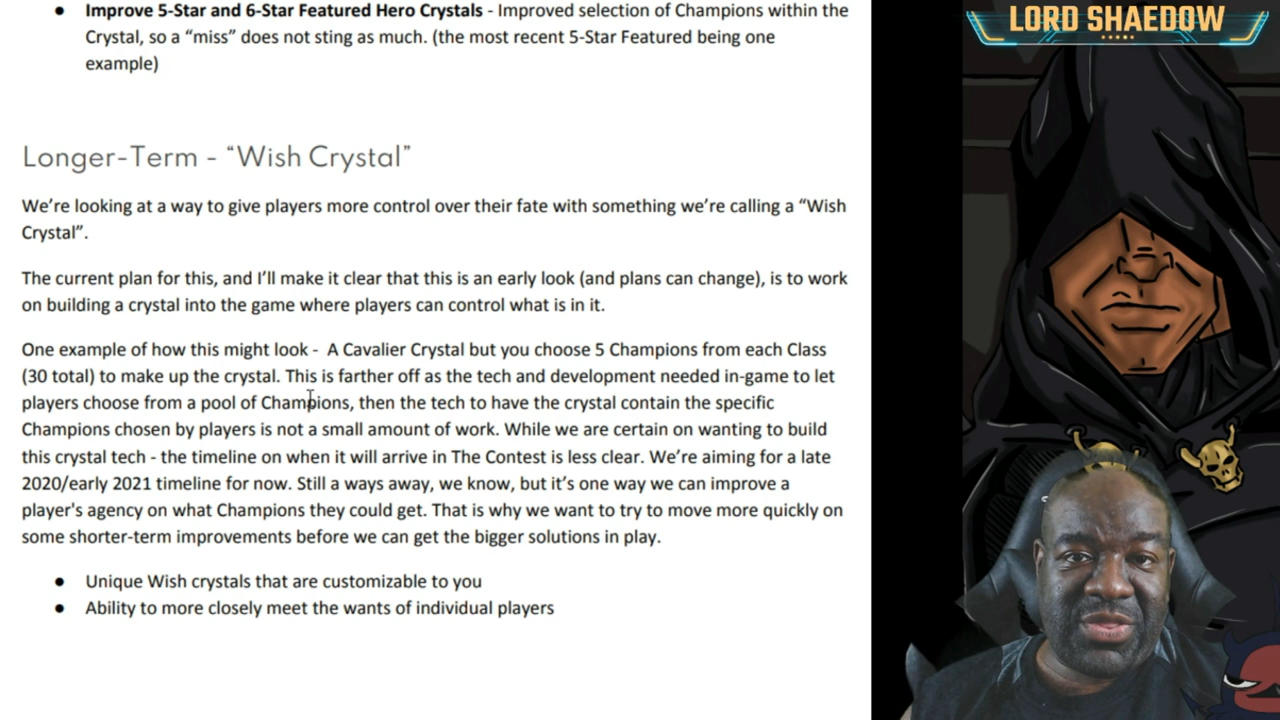 Improve 5-Star and 6-Star Featured Hero Crystals - Improved selection of Champions within the
Crystal, so a “miss” does not sting as much. (the most recent 5-Star Featured being one
example)
Longer-Term - “Wish Crystal”
We’re looking at a way to give players more control over their fate with something we’re calling a “Wish
Crystal”.
The current plan for this, and I’ll make it clear that this is an early look (and plans can change), is to work
on building a crystal into the game where players can control what is in it.
One example of how this might look -  A Cavalier Crystal but you choose 5 Champions from each Class
(30 total) to make up the crystal. This is farther off as the tech and development needed in-game to let
players choose from a pool of Champions, then the tech to have the crystal contain the specific
Champions chosen by players is not a small amount of work. While we are certain on wanting to build
this crystal tech - the timeline on when it will arrive in The Contest is less clear. We’re aiming for a late
2020/early 2021 timeline for now. Still a ways away, we know, but it’s one way we can improve a
player's agency on what Champions they could get. That is why we want to try to move more quickly on
some shorter-term improvements before we can get the bigger solutions in play.
Unique Wish crystals that are customizable to you
Ability to more closely meet the wants of individual players
LORD SHAEDOW